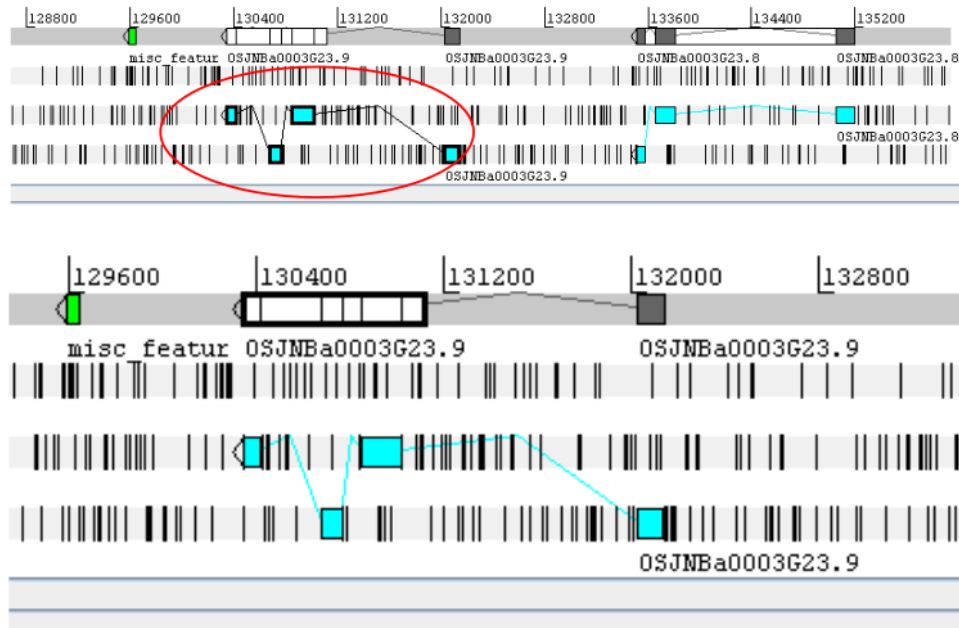 128800 129600 130400 131200 132000 132800 133600 134400 135200
misc_featur OSJNBa0003G23.9 OSJNBa0003G23.9 OSJNBa0003G23.8 OSJNBa0003G23.8
OSJNBa0003G23.8
OSJNBa0003G23.9
129600 130400 131200 132000 132800
misc_featur OSJNBa0003G23.9 OSJNBa0003G23.9
OSJNBa0003G23.9